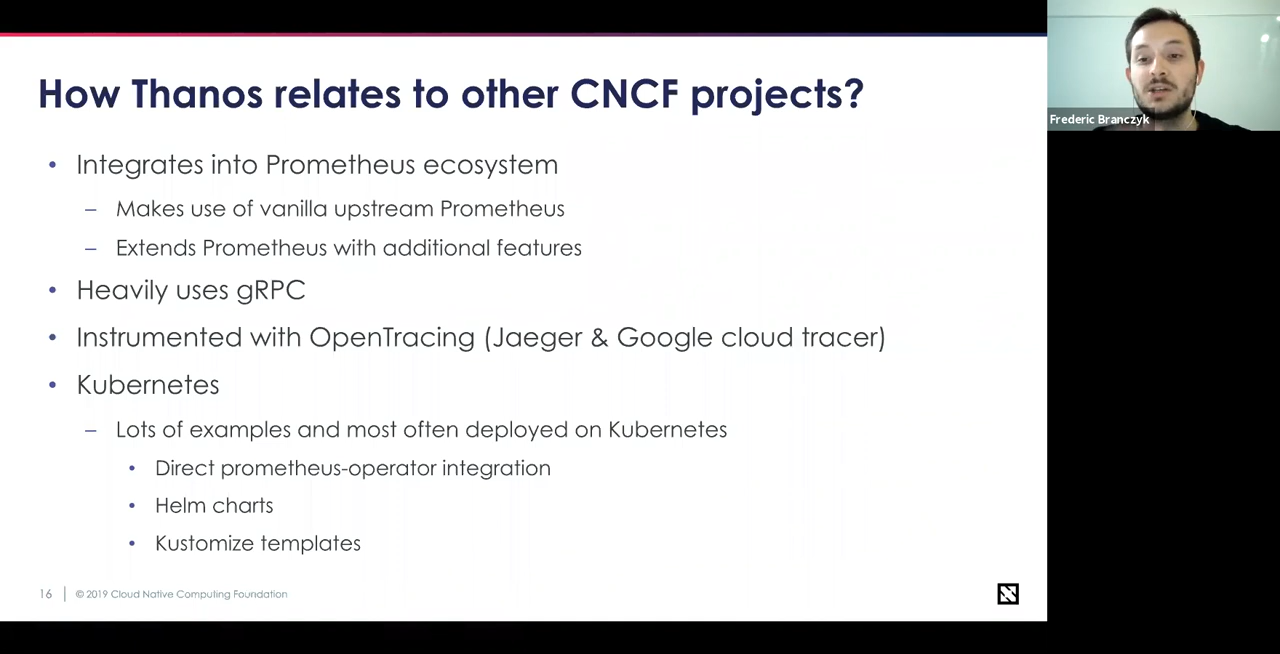 How Thanos relates to other CNCF projects?
• Integrates into Prometheus ecosystem
– Makes use of vanilla upstream Prometheus
– Extends Prometheus with additional features
• Heavily uses gRPC
• Instrumented with OpenTracing (Jaeger & Google cloud tracer)
• Kubernetes
– Lots of examples and most often deployed on Kubernetes
• Direct prometheus-operator integration
• Helm charts
• Kustomize templates
16 | © 2019 Cloud Native Computing Foundation
Frederic Branczyk